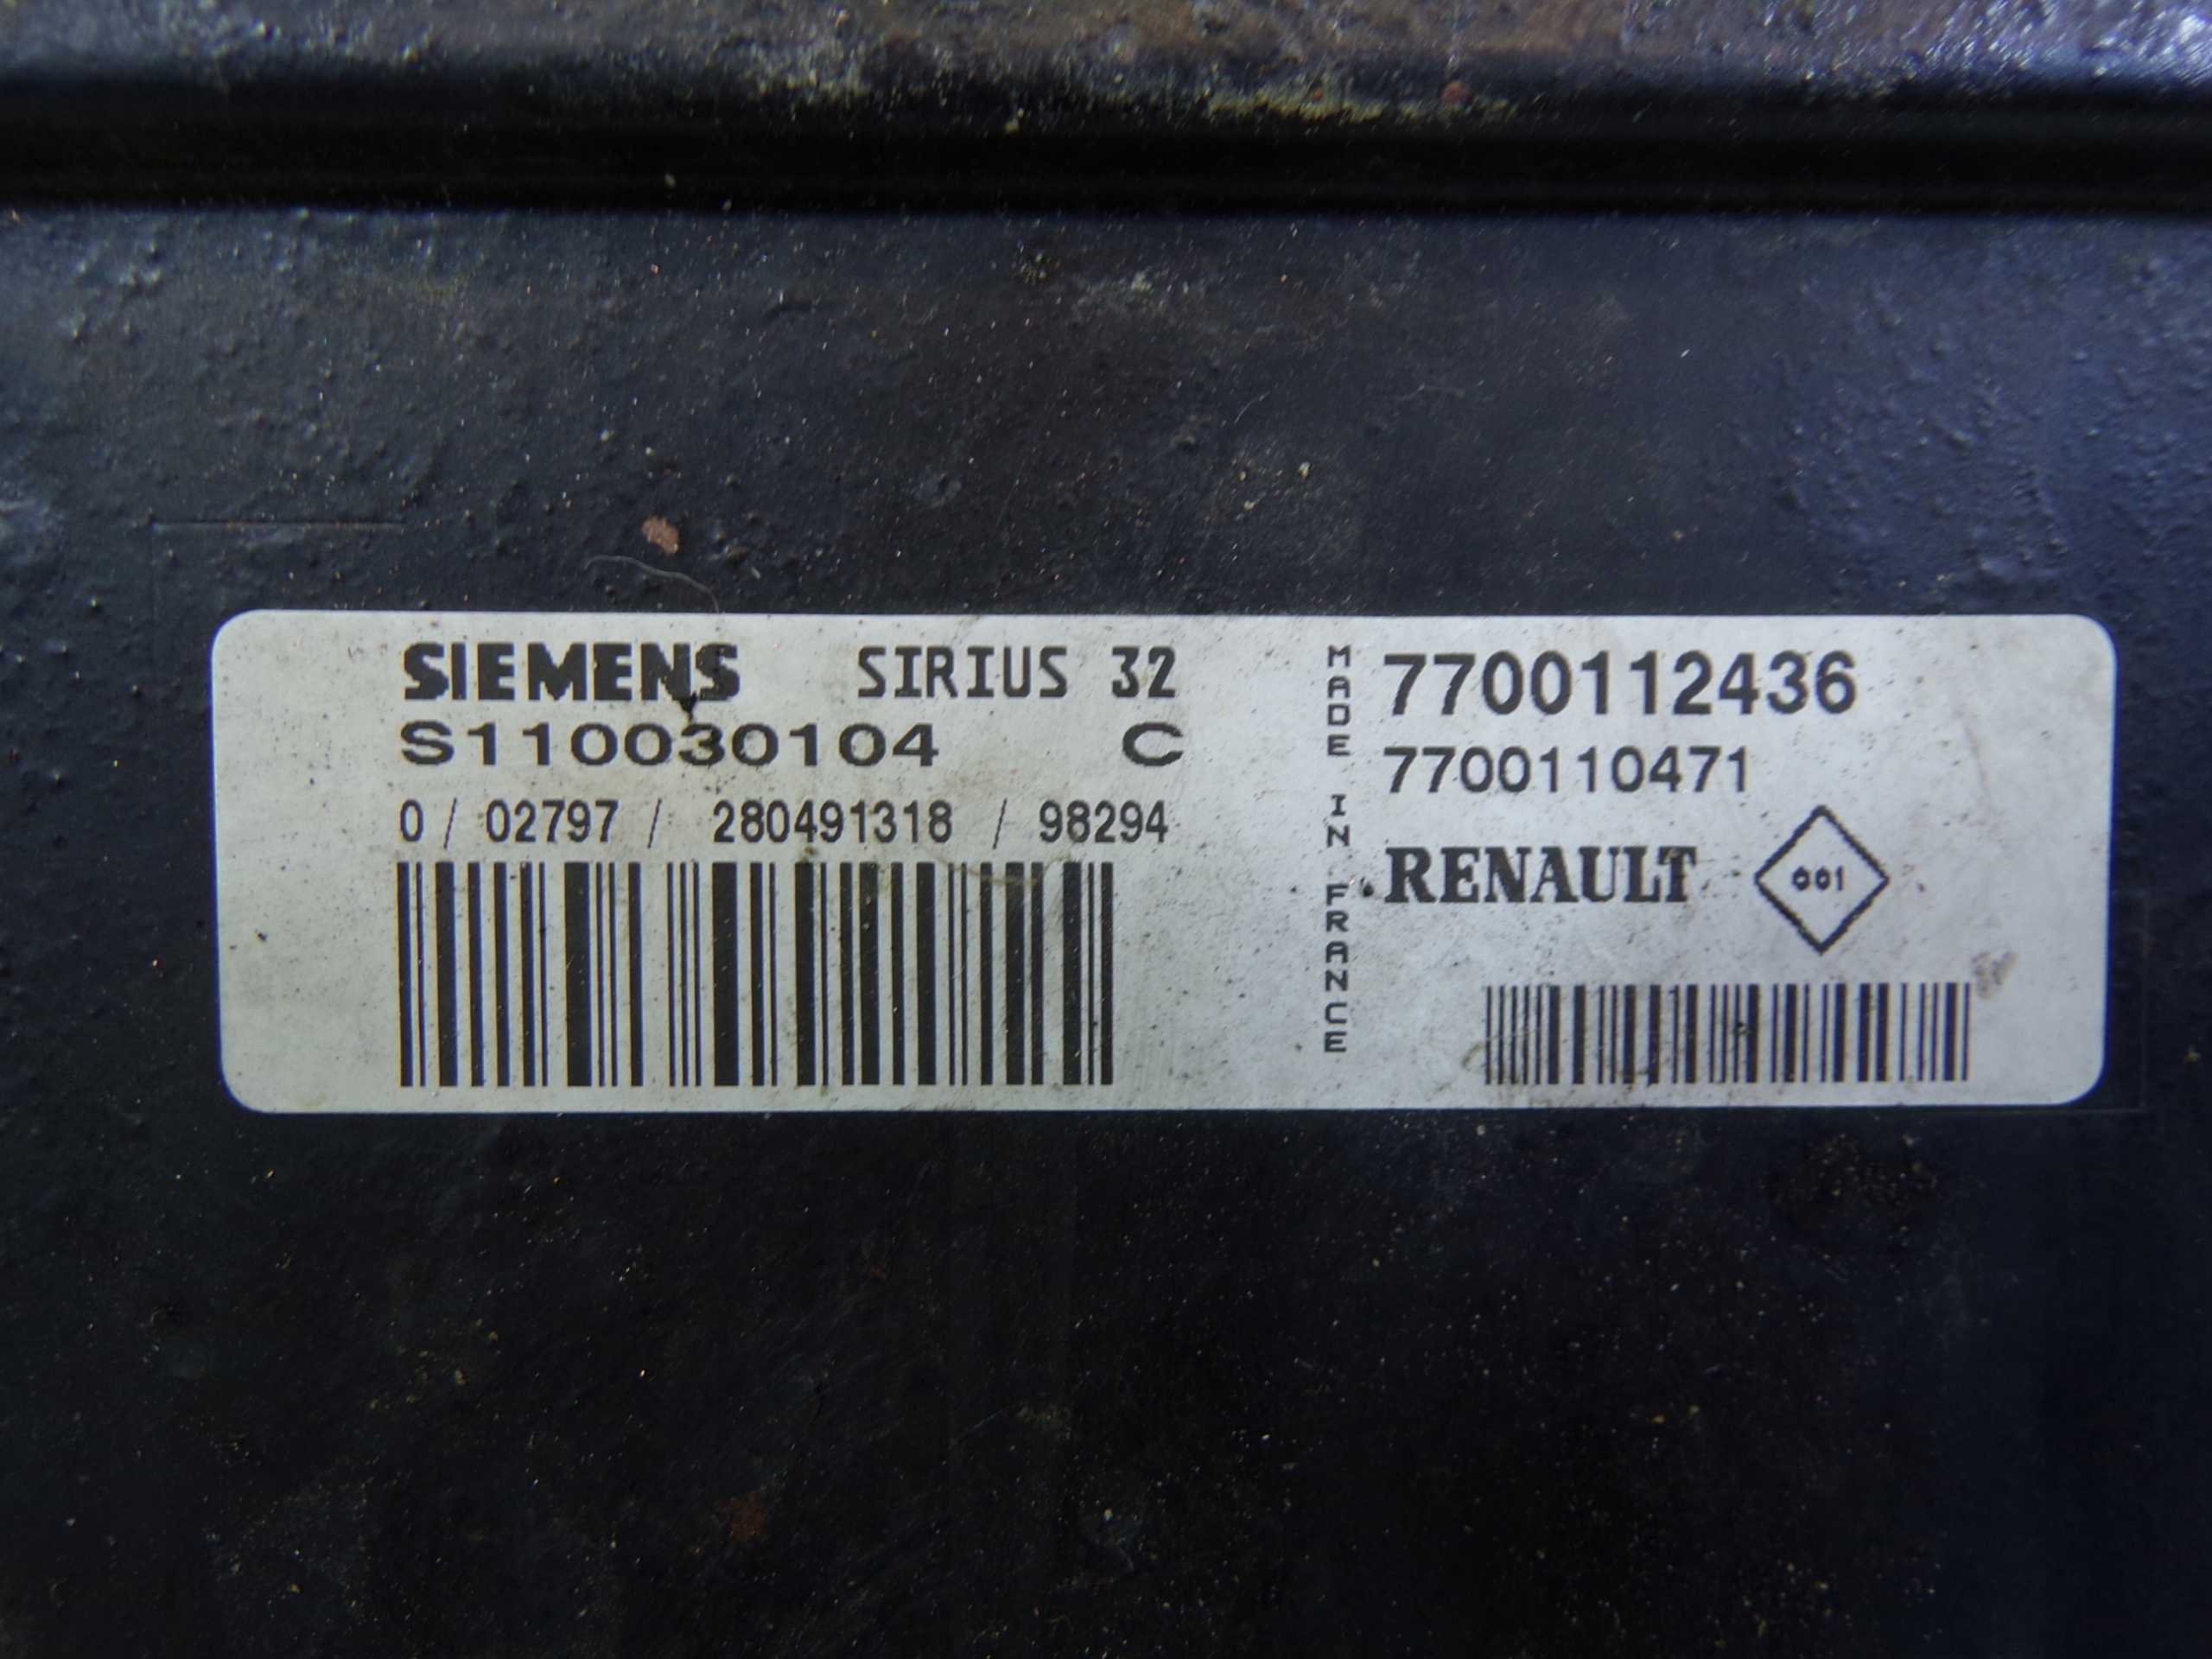 SIEMENS SIRIUS 32
S110030104 C
0 / 02797 / 280491318 / 98294
MADE IN FRANCE
7700112436
7700110471
RENAULT 001